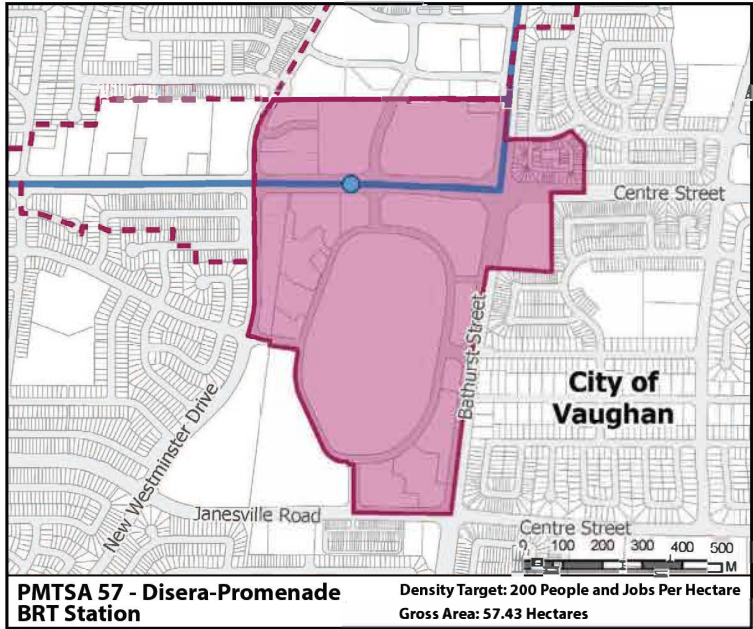 Centre Street
Bathurst Street
City of
Vaughan
New Westminster Drive
Janesville Road
Centre Street
0 100 200 300 400 500
M
PMTSA 57 - Disera-Promenade
BRT Station
Density Target: 200 People and Jobs Per Hectare
Gross Area: 57.43 Hectares